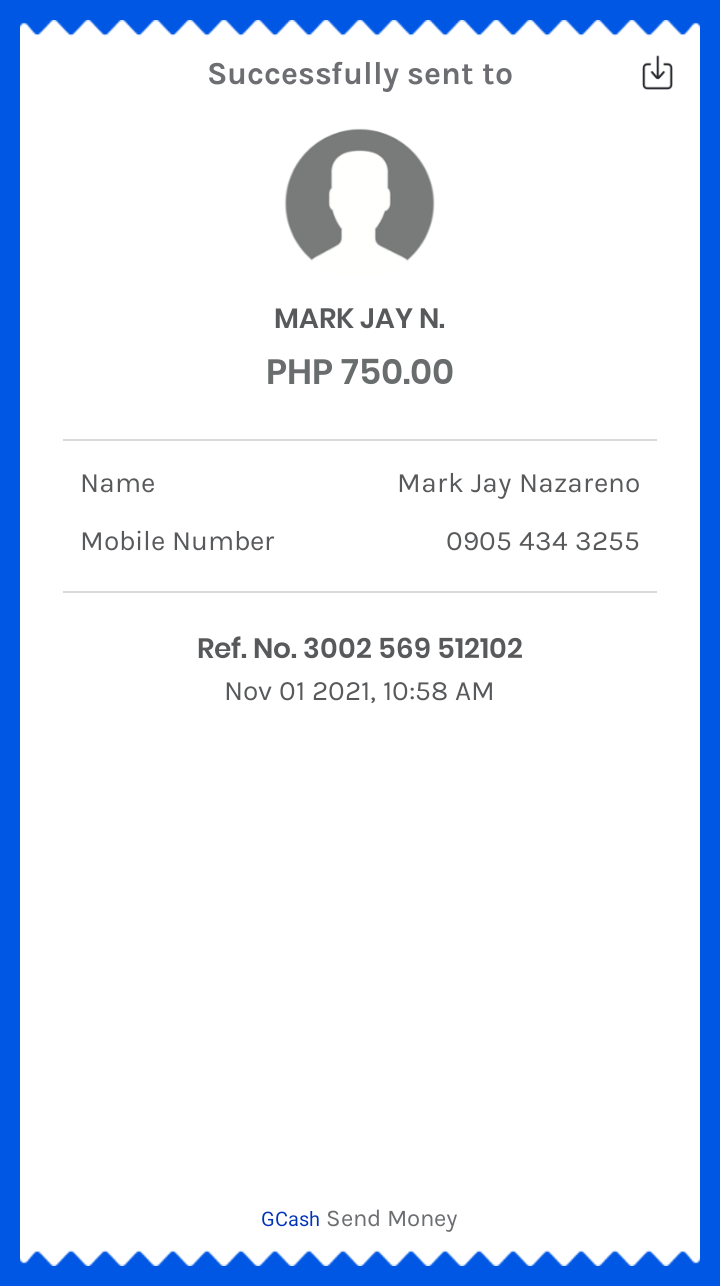 Successfully sent to
MARK JAY N.
PHP 750.00
Name Mark Jay Nazareno
Mobile Number 0905 434 3255
Ref. No. 3002 569 512102
Nov 01 2021, 10:58 AM
GCash Send Money